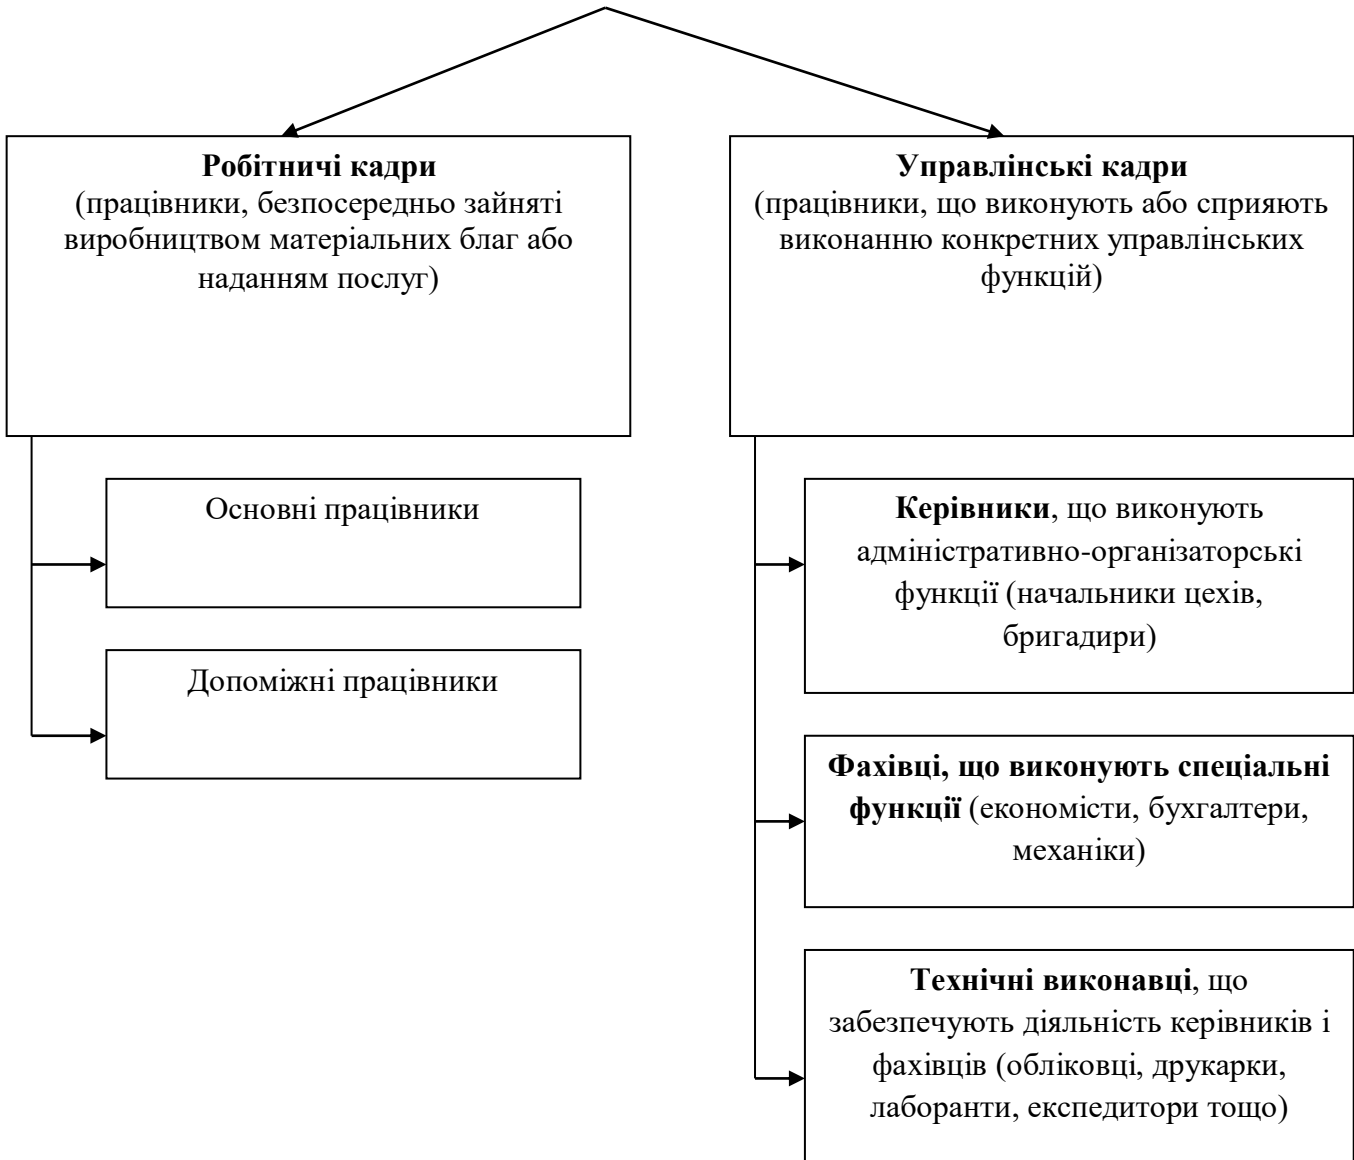 Робітничі кадри
(працівники, безпосередньо зайняті
виробництвом матеріальних благ або
наданням послуг)
Управлінські кадри
(працівники, що виконують або сприяють
виконанню конкретних управлінських
функцій)
Основні працівники
Допоміжні працівники
Керівники, що виконують
адміністративно-організаторські
функції (начальники цехів,
бригадири)
Фахівці, що виконують спеціальні
функції (економісти, бухгалтери,
механіки)
Технічні виконавці, що
забезпечують діяльність керівників і
фахівців (обліковці, друкарки,
лаборанти, експедитори тощо)